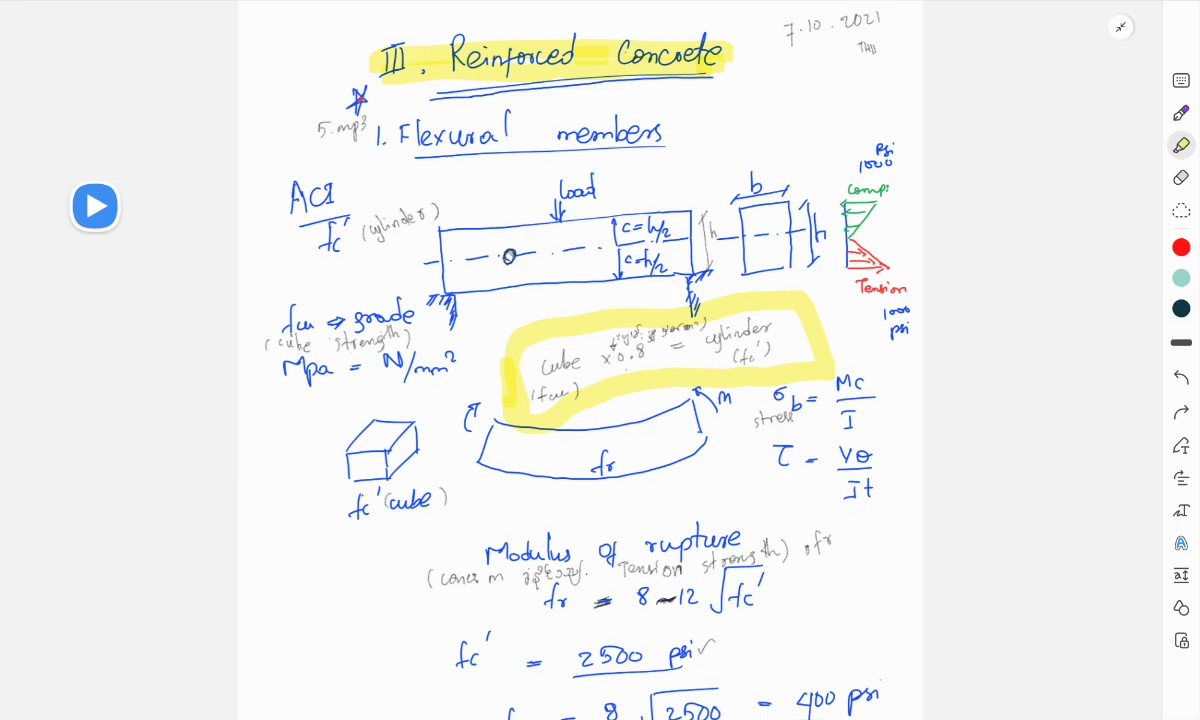 7.10.2021
III. Reinforced Concrete
5.mp3
1. Flexural members
ACI
fc' (cylinder)
load
c = h/2
c = h/2
h
b
h
psi
1000
comp:
Tension
1000
psi
fcu ⇒ grade
(cube strength)
Mpa = N/mm²
cube × 0.8 = cylinder
(fcu) (fc')
M
fr
σb = Mc / I
stress
τ = VQ / It
fc' (cube)
Modulus of rupture
Tension strength) fr
fr = 8 ~ 12 √fc'
fc' = 2500 psi ✓
= 8 √2500 = 400 psi